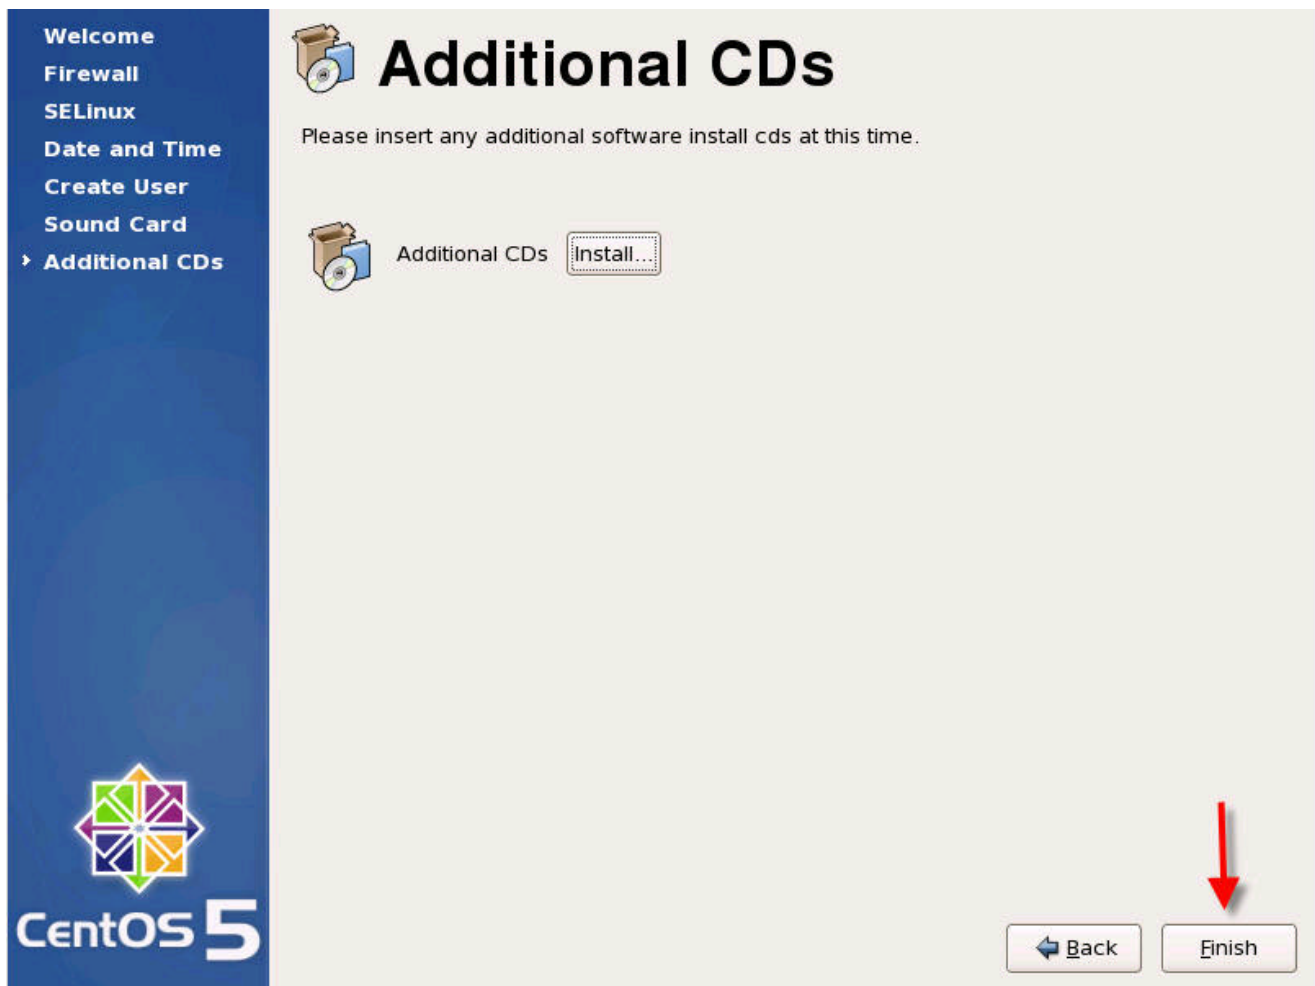 Welcome
Firewall
SELinux
Date and Time
Create User
Sound Card
Additional CDs
CentOS 5
Additional CDs
Please insert any additional software install cds at this time.
Additional CDs Install...
Back Finish